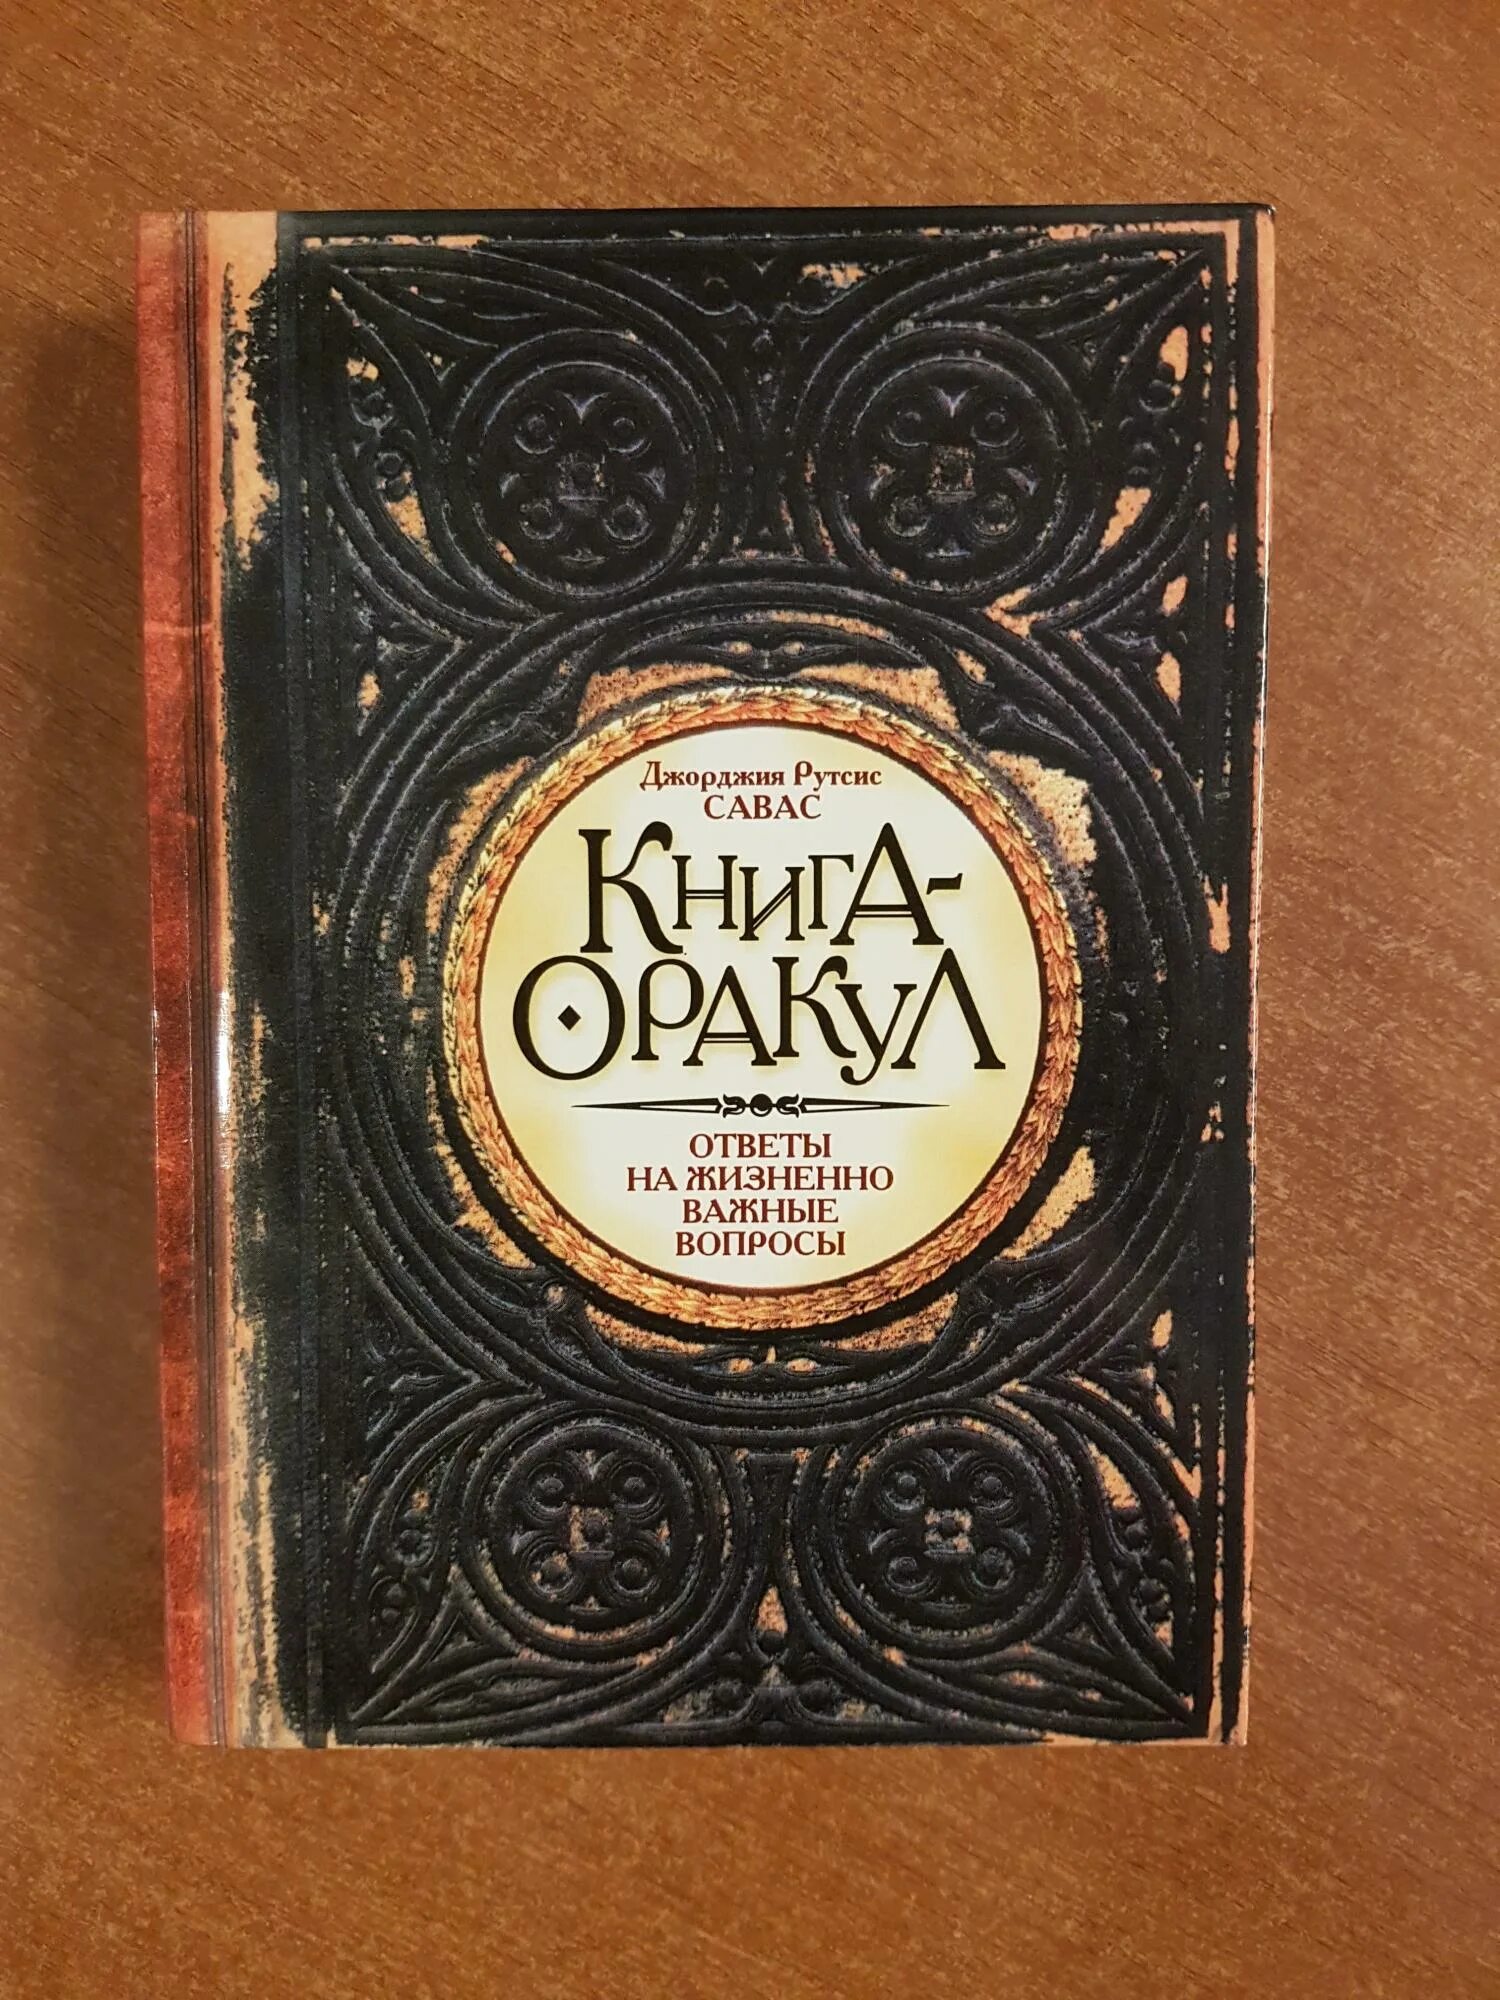 Джорджия Рутсис
САВАС
КНИГА-
ОРАКУЛ
ОТВЕТЫ
НА ЖИЗНЕННО
ВАЖНЫЕ
ВОПРОСЫ